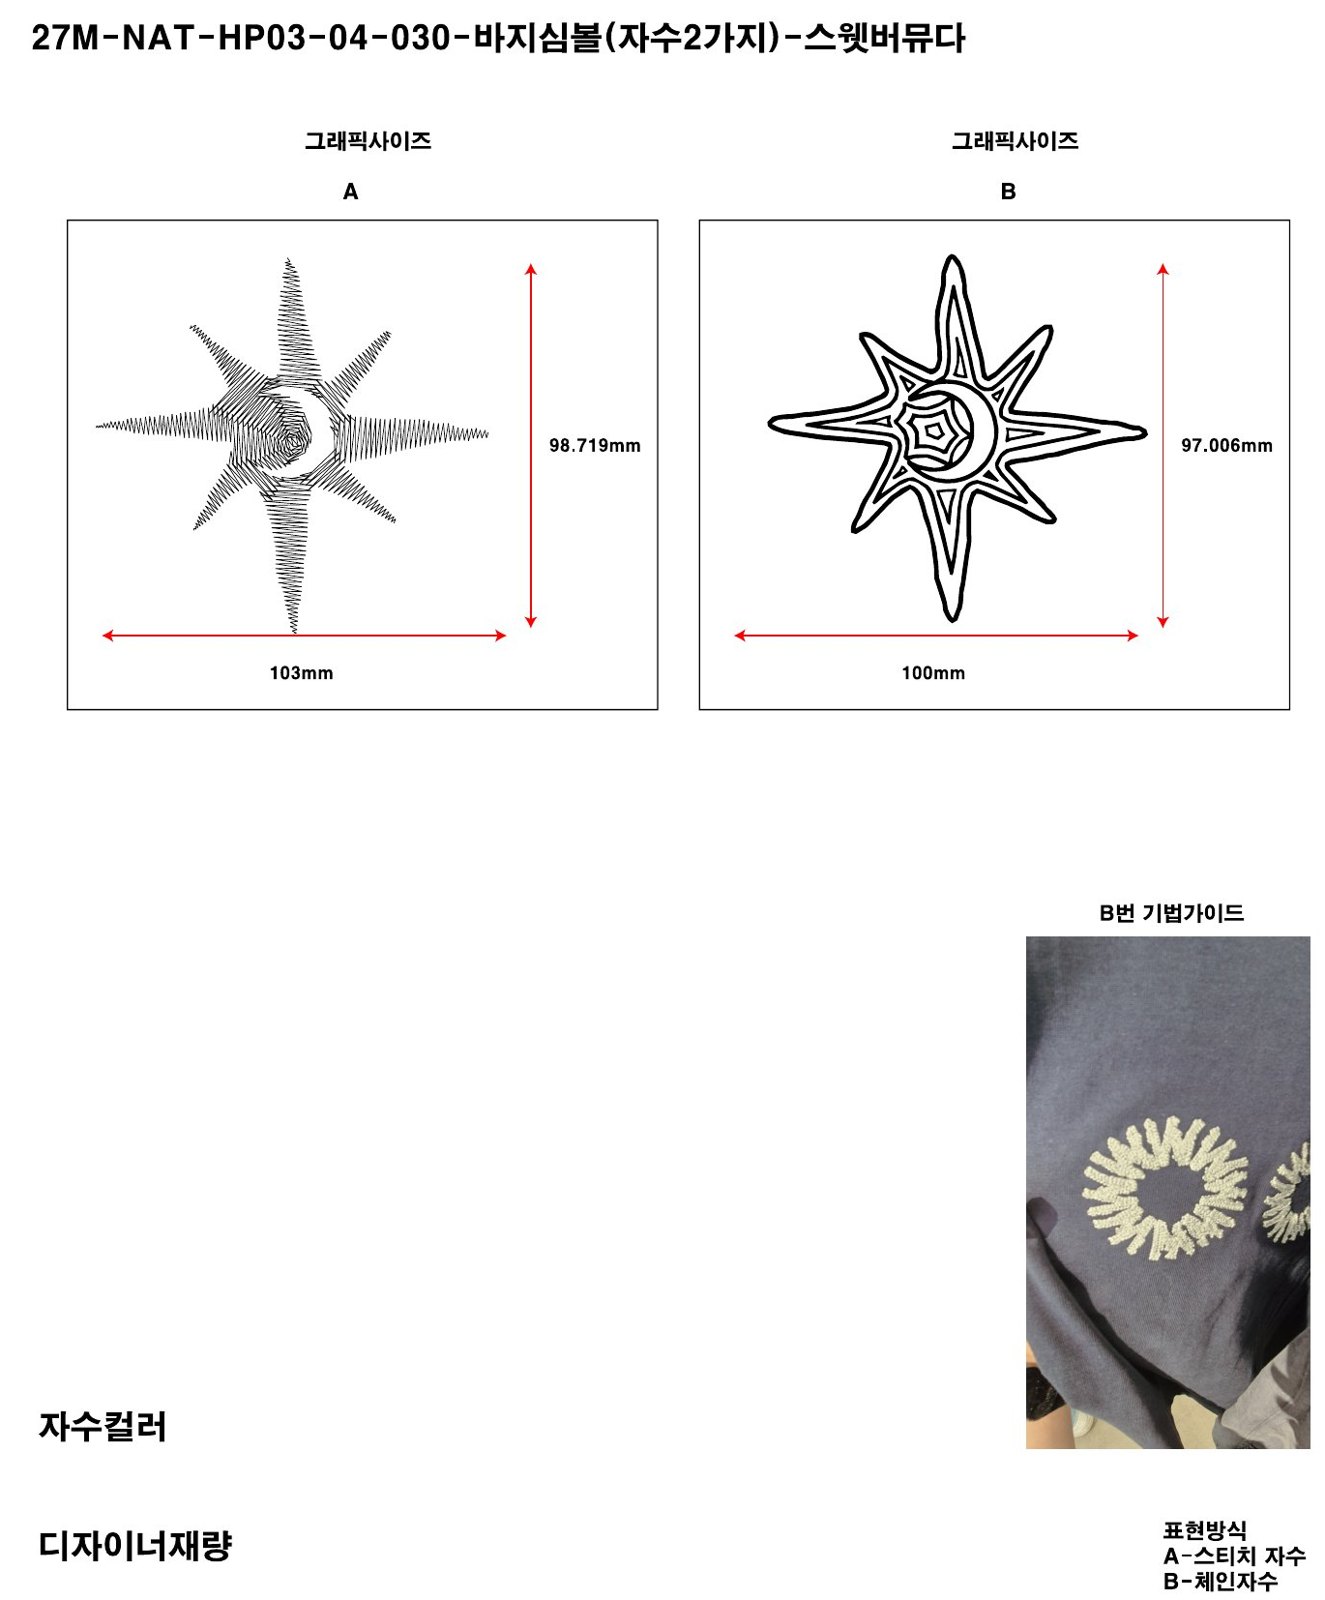 27M-NAT-HP03-04-030-바지심볼(자수2가지)-스웻버뮤다
그래픽사이즈
A
98.719mm
103mm
그래픽사이즈
B
97.006mm
100mm
B번 기법가이드
자수컬러
디자이너재량
표현방식
A-스티치 자수
B-체인자수